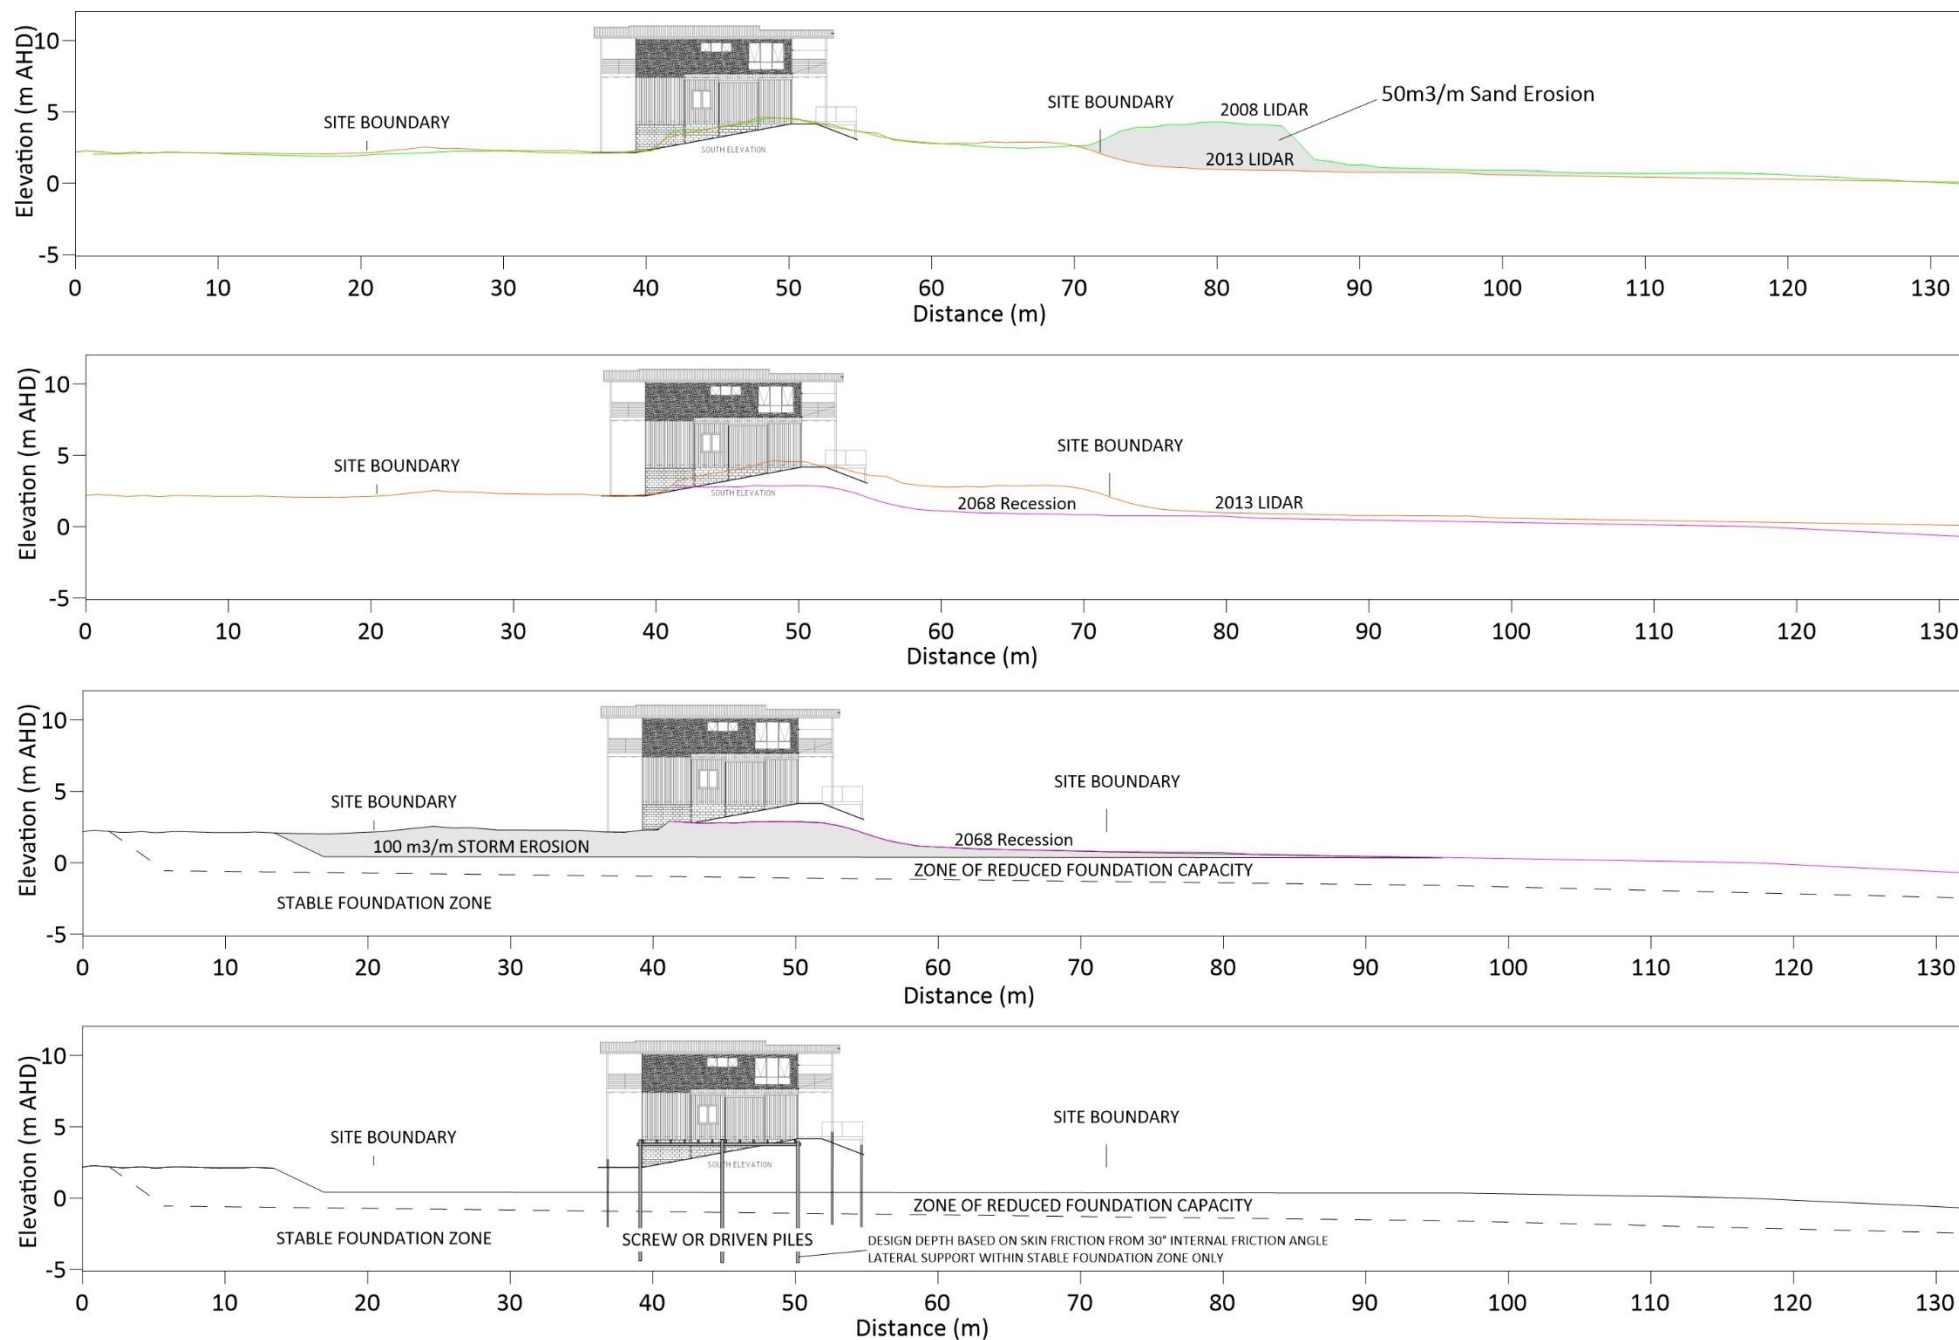 Elevation (m AHD)
10
5
0
-5
SITE BOUNDARY
SOUTH ELEVATION
SITE BOUNDARY
2008 LIDAR
50m3/m Sand Erosion
2013 LIDAR
0 10 20 30 40 50 60 70 80 90 100 110 120 130
Distance (m)
Elevation (m AHD)
10
5
0
-5
SITE BOUNDARY
SOUTH ELEVATION
SITE BOUNDARY
2068 Recession
2013 LIDAR
0 10 20 30 40 50 60 70 80 90 100 110 120 130
Distance (m)
Elevation (m AHD)
10
5
0
-5
SITE BOUNDARY
SITE BOUNDARY
100 m3/m STORM EROSION
2068 Recession
ZONE OF REDUCED FOUNDATION CAPACITY
STABLE FOUNDATION ZONE
0 10 20 30 40 50 60 70 80 90 100 110 120 130
Distance (m)
Elevation (m AHD)
10
5
0
-5
SITE BOUNDARY
SOUTH ELEVATION
SITE BOUNDARY
ZONE OF REDUCED FOUNDATION CAPACITY
STABLE FOUNDATION ZONE
SCREW OR DRIVEN PILES
DESIGN DEPTH BASED ON SKIN FRICTION FROM 30° INTERNAL FRICTION ANGLE
LATERAL SUPPORT WITHIN STABLE FOUNDATION ZONE ONLY
0 10 20 30 40 50 60 70 80 90 100 110 120 130
Distance (m)